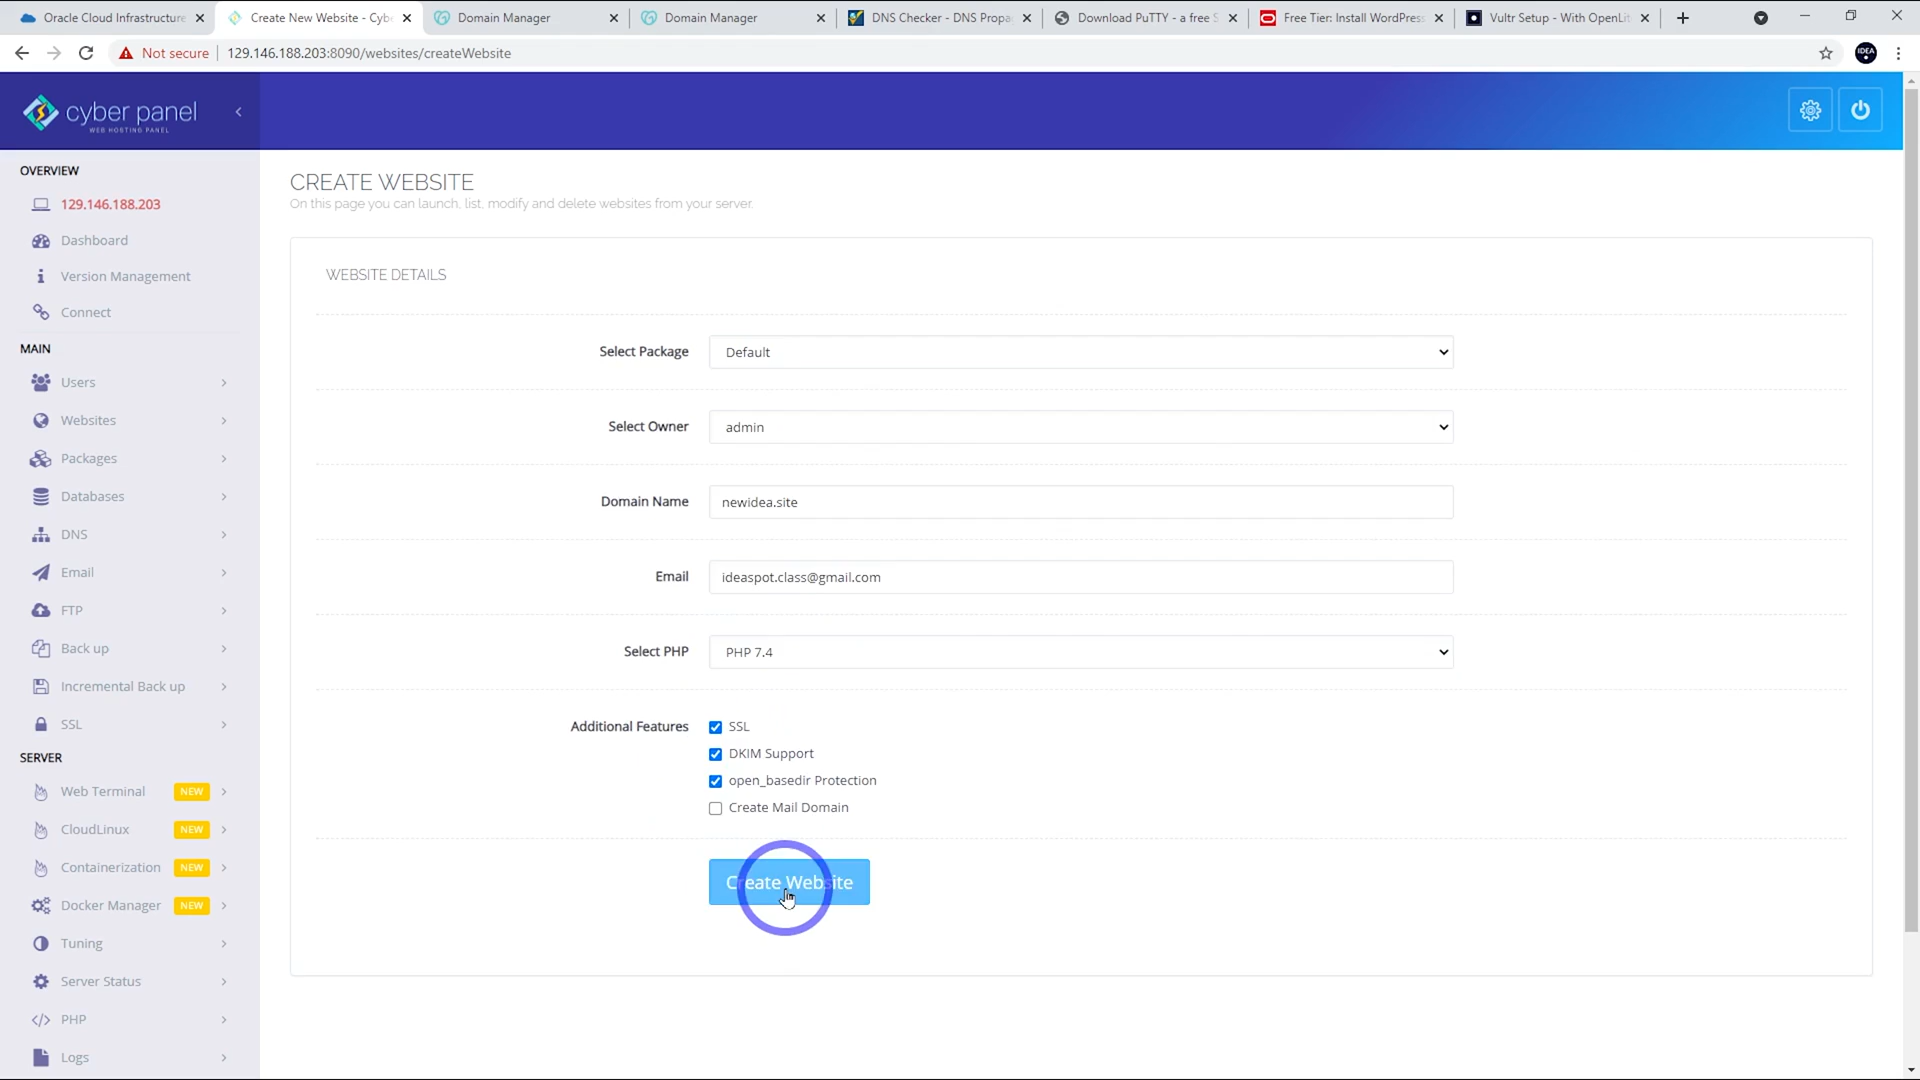 Oracle Cloud Infrastructure
Create New Website - Cybe
Domain Manager
Domain Manager
DNS Checker - DNS Propa
Download PuTTY - a free S
Free Tier: Install WordPress
Vultr Setup - With OpenLit
Not secure
129.146.188.203:8090/websites/createWebsite
IDEA
cyber panel
WEB HOSTING PANEL
OVERVIEW
129.146.188.203
Dashboard
Version Management
Connect
MAIN
Users
Websites
Packages
Databases
DNS
Email
FTP
Back up
Incremental Back up
SSL
SERVER
Web Terminal NEW
CloudLinux NEW
Containerization NEW
Docker Manager NEW
Tuning
Server Status
PHP
Logs
CREATE WEBSITE
On this page you can launch, list, modify and delete websites from your server.
WEBSITE DETAILS
Select Package Default
Select Owner admin
Domain Name newidea.site
Email ideaspot.class@gmail.com
Select PHP PHP 7.4
Additional Features SSL
DKIM Support
open_basedir Protection
Create Mail Domain
Create Website